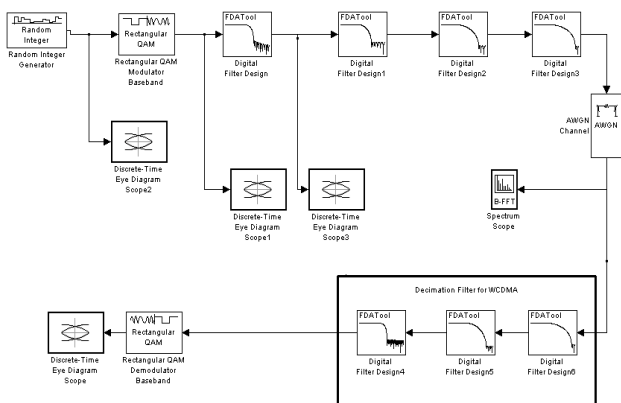 Random
Integer
Random Integer
Generator
Rectangular
QAM
Rectangular QAM
Modulator
Baseband
FDATool
Digital
Filter Design
FDATool
Digital
Filter Design1
FDATool
Digital
Filter Design2
FDATool
Digital
Filter Design3
AWGN
Channel
AWGN
Discrete-Time
Eye Diagram
Scope2
Discrete-Time
Eye Diagram
Scope1
Discrete-Time
Eye Diagram
Scope3
B-FFT
Spectrum
Scope
Decimation Filter for WCDMA
Discrete-Time
Eye Diagram
Scope
Rectangular
QAM
Rectangular QAM
Demodulator
Baseband
FDATool
Digital
Filter Design4
FDATool
Digital
Filter Design5
FDATool
Digital
Filter Design6